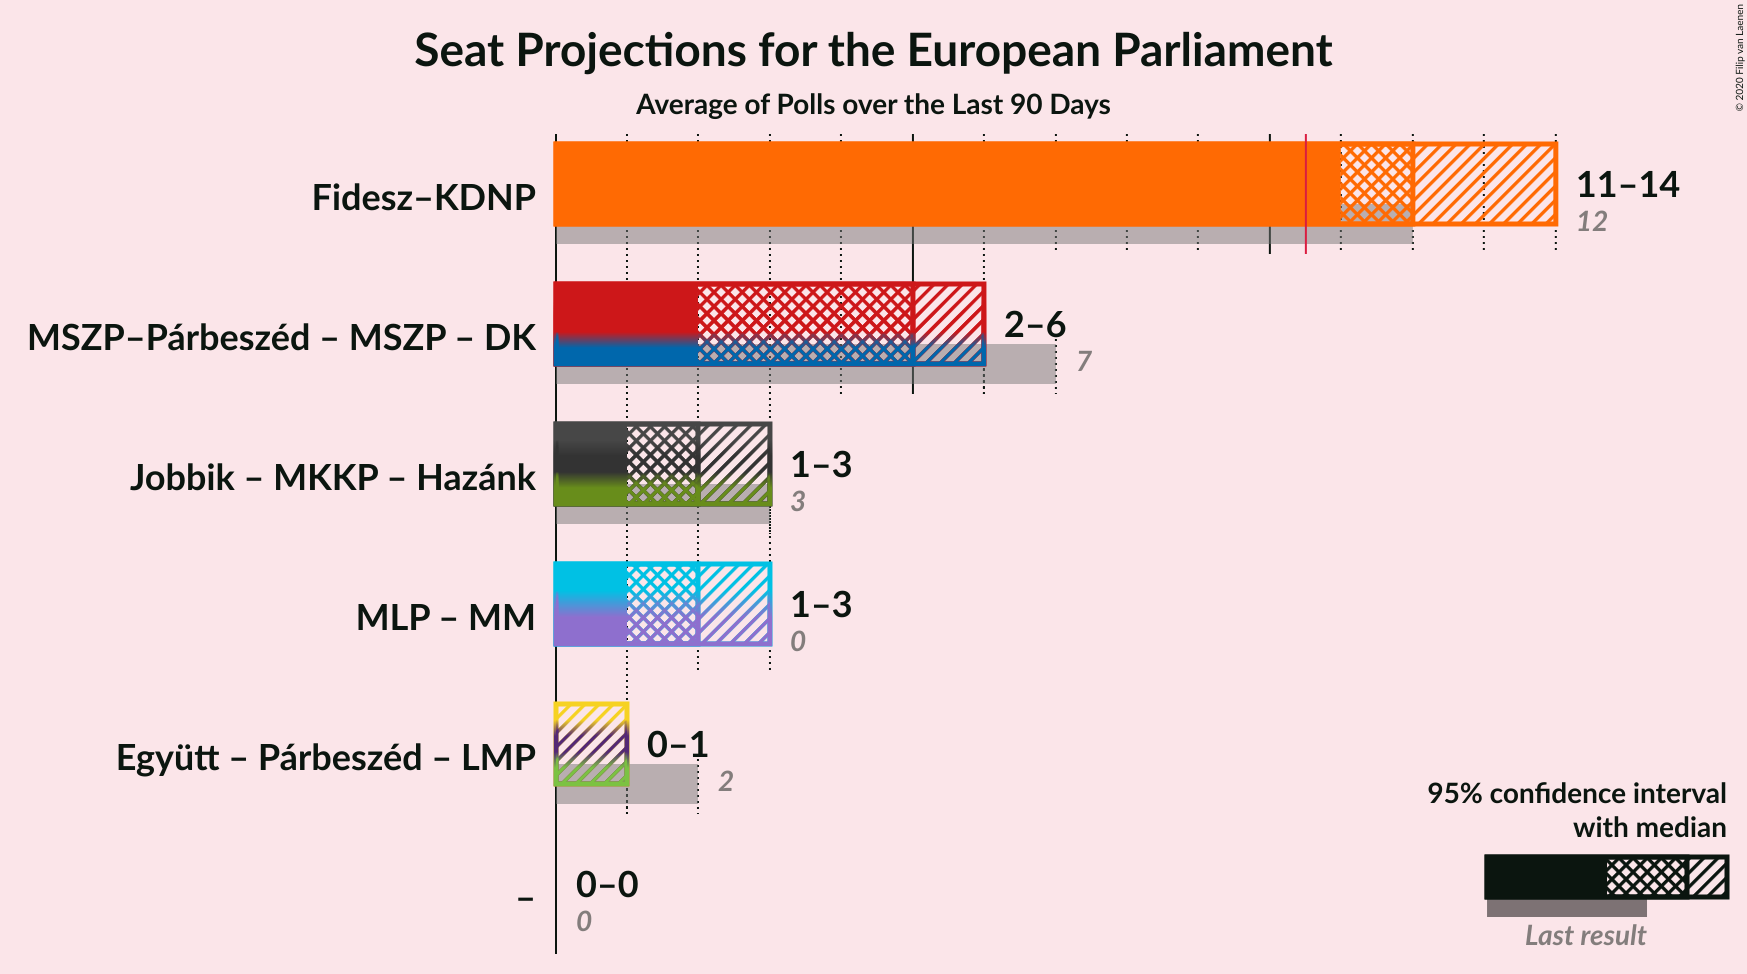 Seat Projections for the European Parliament
Average of Polls over the Last 90 Days
© 2020 Filip van Laenen
Fidesz–KDNP
11–14
12
MSZP–Párbeszéd – MSZP – DK
2–6
7
Jobbik – MKKP – Hazánk
1–3
3
MLP – MM
1–3
0
Együtt – Párbeszéd – LMP
0–1
2
–
0–0
0
95% confidence interval
with median
Last result